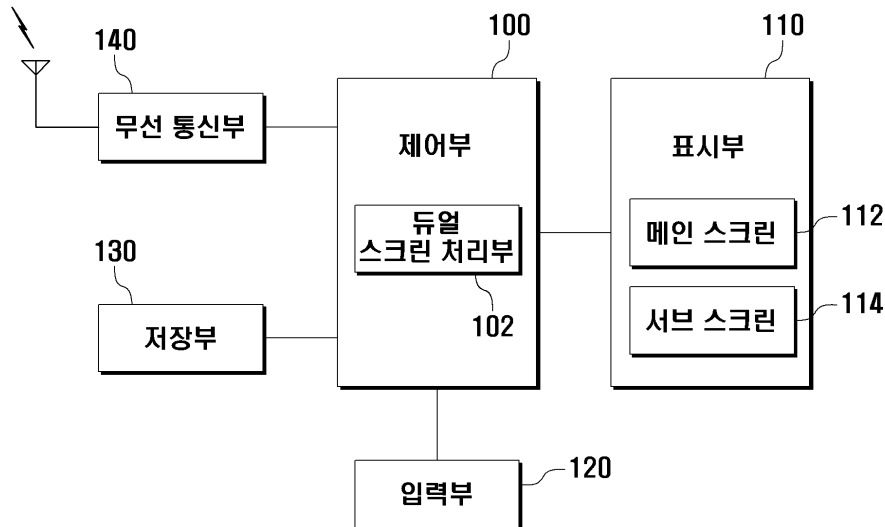 100
110
140
무선 통신부
제어부
표시부
듀얼
스크린 처리부
102
메인 스크린
112
서브 스크린
114
130
저장부
입력부
120